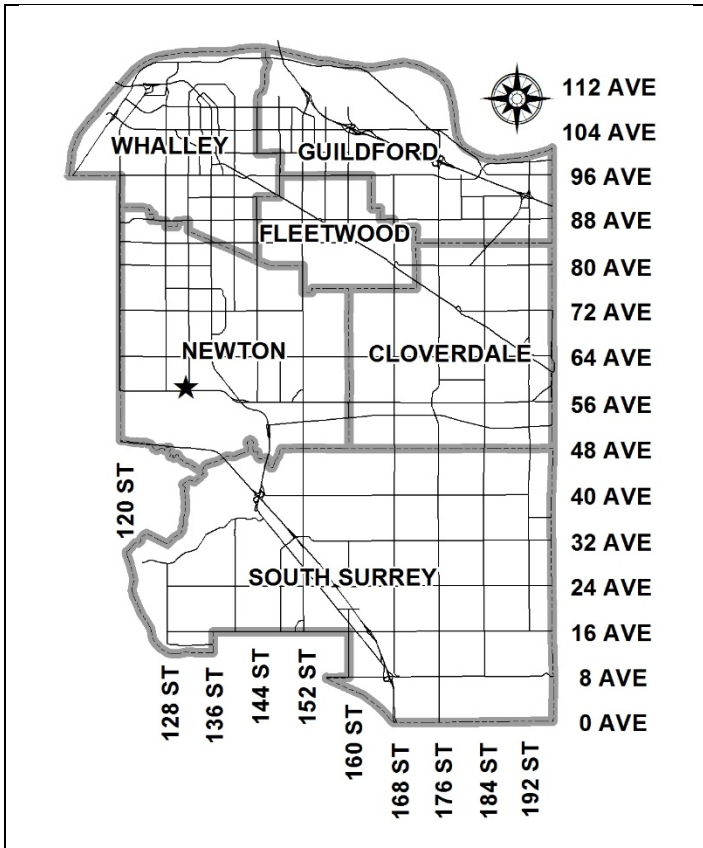 112 AVE
104 AVE
WHALLEY
GUILDFORD
96 AVE
88 AVE
FLEETWOOD
80 AVE
72 AVE
NEWTON
CLOVERDALE
64 AVE
56 AVE
48 AVE
120 ST
40 AVE
32 AVE
SOUTH SURREY
24 AVE
16 AVE
128 ST
136 ST
144 ST
152 ST
160 ST
8 AVE
0 AVE
168 ST
176 ST
184 ST
192 ST